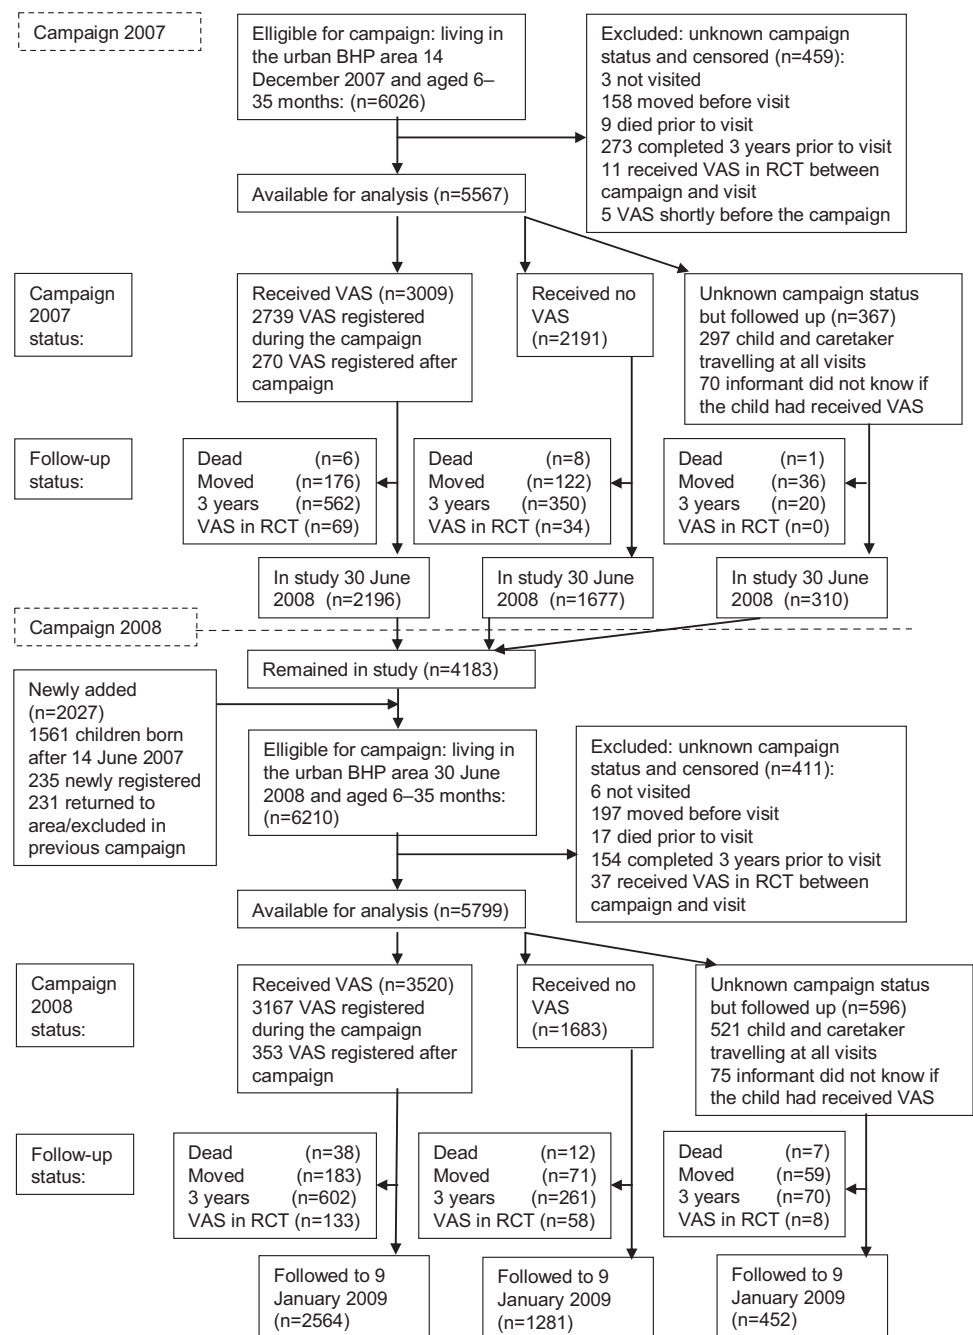 Campaign 2007
Elligible for campaign: living in
the urban BHP area 14
December 2007 and aged 6–
35 months: (n=6026)
Excluded: unknown campaign
status and censored (n=459):
3 not visited
158 moved before visit
9 died prior to visit
273 completed 3 years prior to visit
11 received VAS in RCT between
campaign and visit
5 VAS shortly before the campaign
Available for analysis (n=5567)
Campaign
2007
status:
Received VAS (n=3009)
2739 VAS registered
during the campaign
270 VAS registered after
campaign
Received no
VAS
(n=2191)
Unknown campaign status
but followed up (n=367)
297 child and caretaker
travelling at all visits
70 informant did not know if
the child had received VAS
Follow-up
status:
Dead (n=6)
Moved (n=176)
3 years (n=562)
VAS in RCT (n=69)
Dead (n=8)
Moved (n=122)
3 years (n=350)
VAS in RCT (n=34)
Dead (n=1)
Moved (n=36)
3 years (n=20)
VAS in RCT (n=0)
In study 30 June
2008 (n=2196)
In study 30 June
2008 (n=1677)
In study 30 June
2008 (n=310)
Campaign 2008
Remained in study (n=4183)
Newly added
(n=2027)
1561 children born
after 14 June 2007
235 newly registered
231 returned to
area/excluded in
previous campaign
Elligible for campaign: living in
the urban BHP area 30 June
2008 and aged 6–35 months:
(n=6210)
Excluded: unknown campaign
status and censored (n=411):
6 not visited
197 moved before visit
17 died prior to visit
154 completed 3 years prior to visit
37 received VAS in RCT between
campaign and visit
Available for analysis (n=5799)
Campaign
2008
status:
Received VAS (n=3520)
3167 VAS registered
during the campaign
353 VAS registered after
campaign
Received no
VAS
(n=1683)
Unknown campaign status
but followed up (n=596)
521 child and caretaker
travelling at all visits
75 informant did not know if
the child had received VAS
Follow-up
status:
Dead (n=38)
Moved (n=183)
3 years (n=602)
VAS in RCT (n=133)
Dead (n=12)
Moved (n=71)
3 years (n=261)
VAS in RCT (n=58)
Dead (n=7)
Moved (n=59)
3 years (n=70)
VAS in RCT (n=8)
Followed to 9
January 2009
(n=2564)
Followed to 9
January 2009
(n=1281)
Followed to 9
January 2009
(n=452)